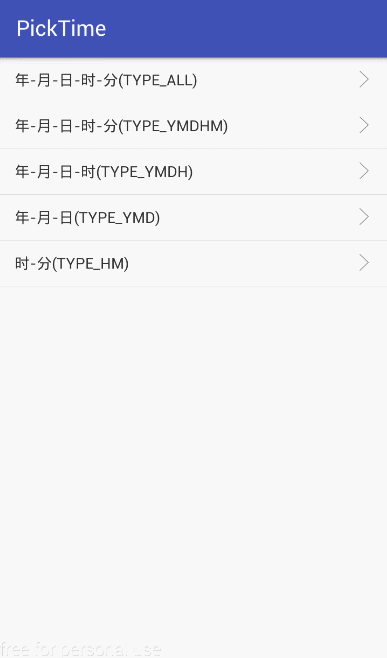 PickTime
年-月-日-时-分(TYPE_ALL)
年-月-日-时-分(TYPE_YMDHM)
年-月-日-时(TYPE_YMDH)
年-月-日(TYPE_YMD)
时-分(TYPE_HM)
free for personal use